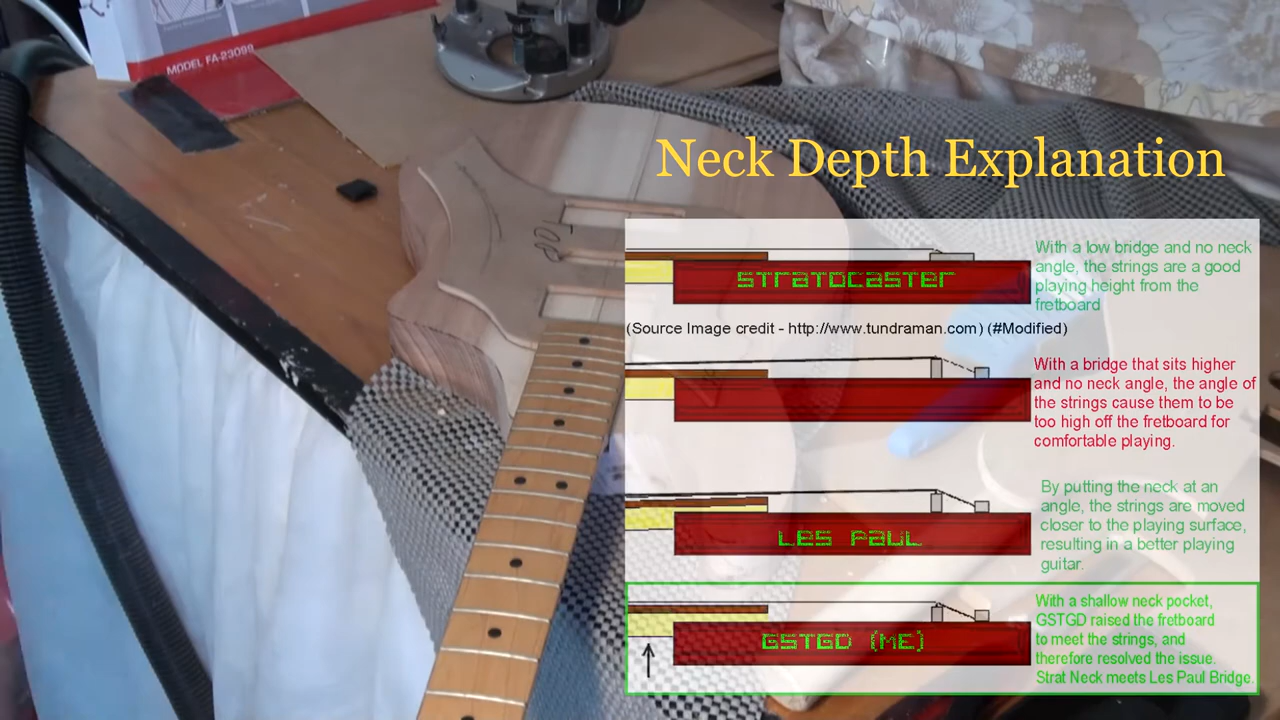 MODEL FA-23099
TOP
Neck Depth Explanation
STRATOCASTER
With a low bridge and no neck
angle, the strings are a good
playing height from the
fretboard
(Source Image credit - http://www.tundraman.com) (#Modified)
With a bridge that sits higher
and no neck angle, the angle of
the strings cause them to be
too high off the fretboard for
comfortable playing.
LES PAUL
By putting the neck at an
angle, the strings are moved
closer to the playing surface,
resulting in a better playing
guitar.
GSTGD (ME)
With a shallow neck pocket,
GSTGD raised the fretboard
to meet the strings, and
therefore resolved the issue.
Strat Neck meets Les Paul Bridge.